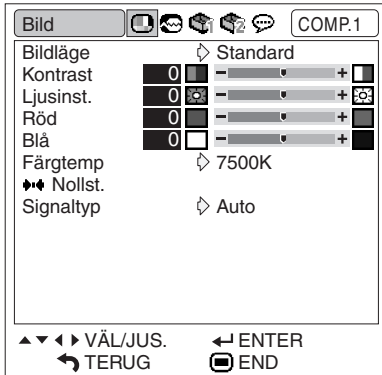 Bild COMP.1
Bildläge Standard
Kontrast 0
Ljusinst. 0
Röd 0
Blå 0
Färgtemp 7500K
Nollst.
Signaltyp Auto
VÄL/JUS. ENTER
TERUG END